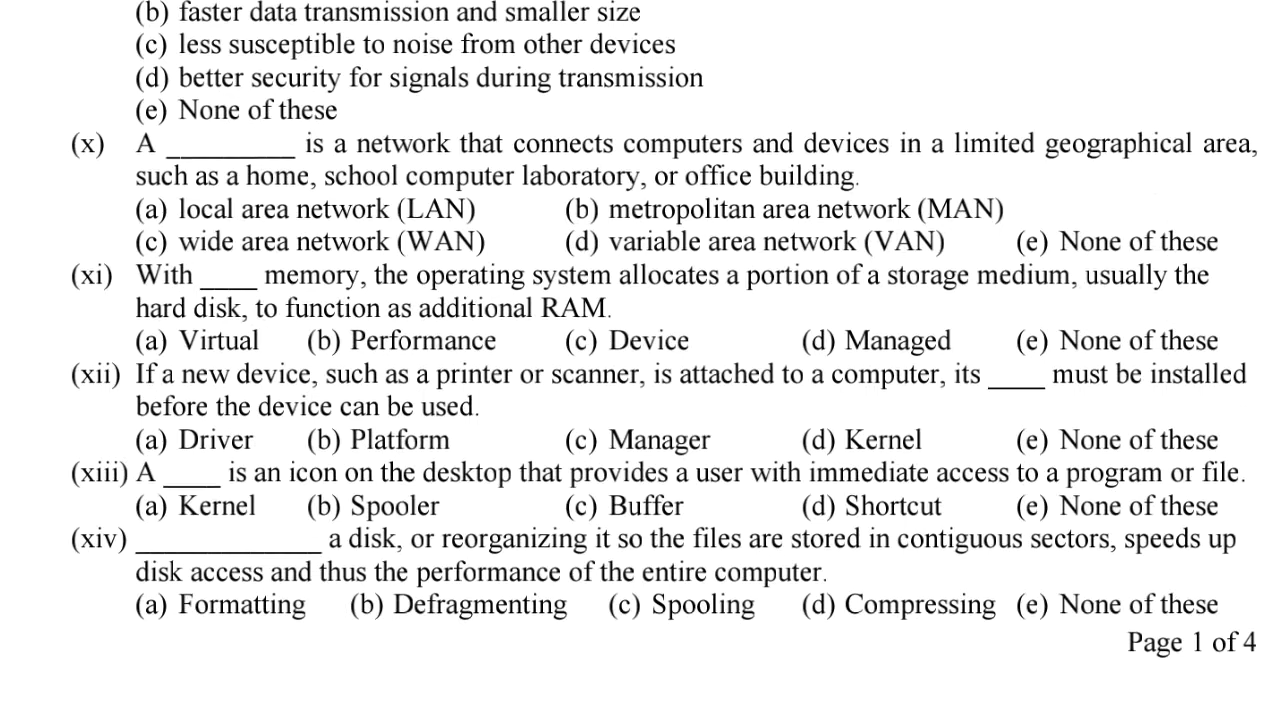 (b) faster data transmission and smaller size
(c) less susceptible to noise from other devices
(d) better security for signals during transmission
(e) None of these
(x) A __________ is a network that connects computers and devices in a limited geographical area,
such as a home, school computer laboratory, or office building.
(a) local area network (LAN) (b) metropolitan area network (MAN)
(c) wide area network (WAN) (d) variable area network (VAN) (e) None of these
(xi) With ____ memory, the operating system allocates a portion of a storage medium, usually the
hard disk, to function as additional RAM.
(a) Virtual (b) Performance (c) Device (d) Managed (e) None of these
(xii) If a new device, such as a printer or scanner, is attached to a computer, its ____ must be installed
before the device can be used.
(a) Driver (b) Platform (c) Manager (d) Kernel (e) None of these
(xiii) A ____ is an icon on the desktop that provides a user with immediate access to a program or file.
(a) Kernel (b) Spooler (c) Buffer (d) Shortcut (e) None of these
(xiv) ______________ a disk, or reorganizing it so the files are stored in contiguous sectors, speeds up
disk access and thus the performance of the entire computer.
(a) Formatting (b) Defragmenting (c) Spooling (d) Compressing (e) None of these
Page 1 of 4